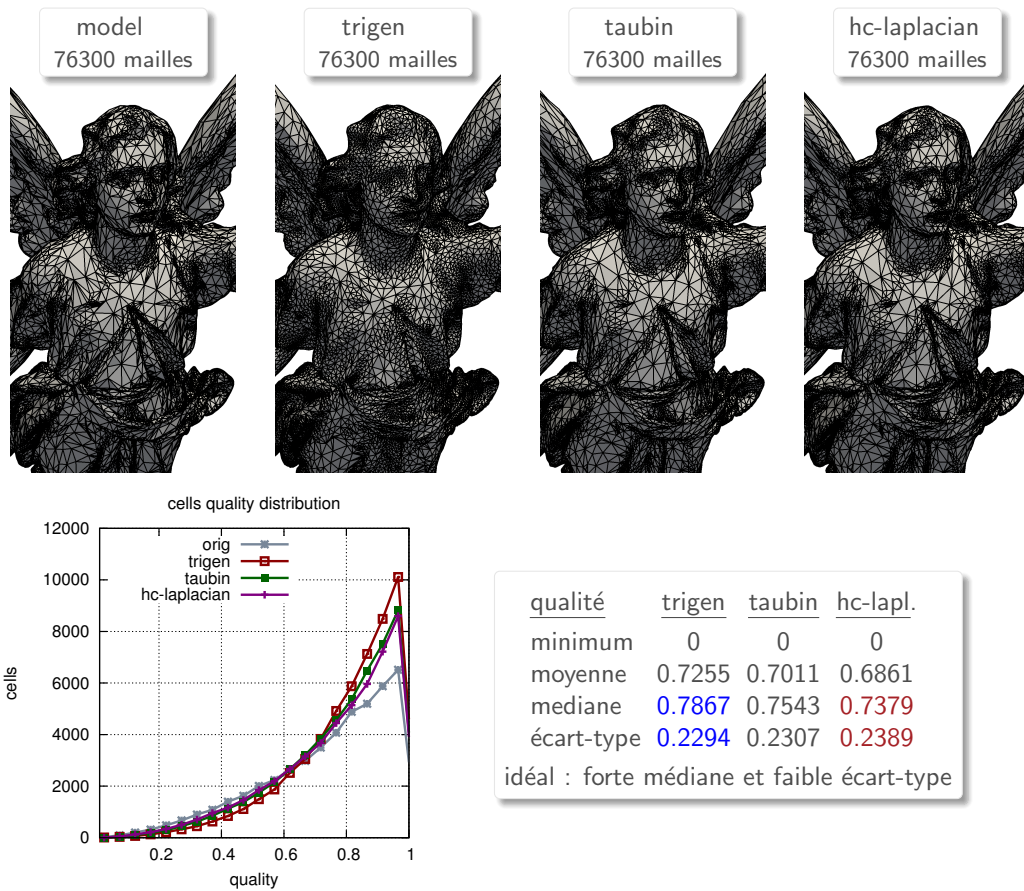 model
76300 mailles
trigen
76300 mailles
taubin
76300 mailles
hc-laplacian
76300 mailles
cells quality distribution
12000
10000
8000
6000
4000
2000
0
cells
orig
trigen
taubin
hc-laplacian
0.2 0.4 0.6 0.8 1
quality
qualité trigen taubin hc-lapl.
minimum 0 0 0
moyenne 0.7255 0.7011 0.6861
mediane 0.7867 0.7543 0.7379
écart-type 0.2294 0.2307 0.2389
idéal : forte médiane et faible écart-type